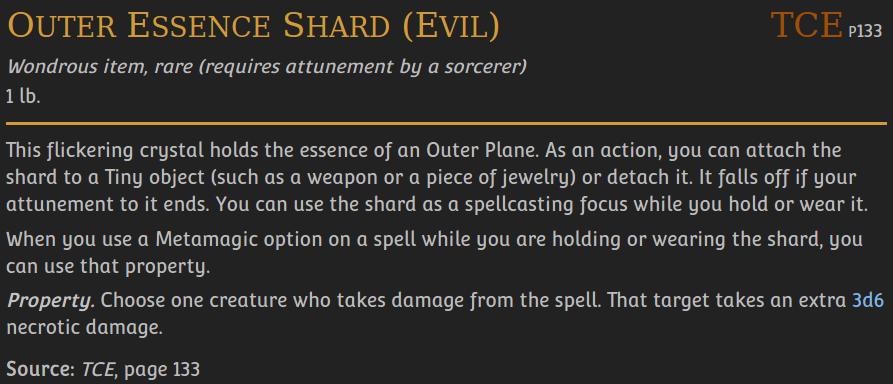 Outer Essence Shard (Evil) TCE P133
Wondrous item, rare (requires attunement by a sorcerer)
1 lb.
This flickering crystal holds the essence of an Outer Plane. As an action, you can attach the
shard to a Tiny object (such as a weapon or a piece of jewelry) or detach it. It falls off if your
attunement to it ends. You can use the shard as a spellcasting focus while you hold or wear it.
When you use a Metamagic option on a spell while you are holding or wearing the shard, you
can use that property.
Property. Choose one creature who takes damage from the spell. That target takes an extra 3d6
necrotic damage.
Source: TCE, page 133